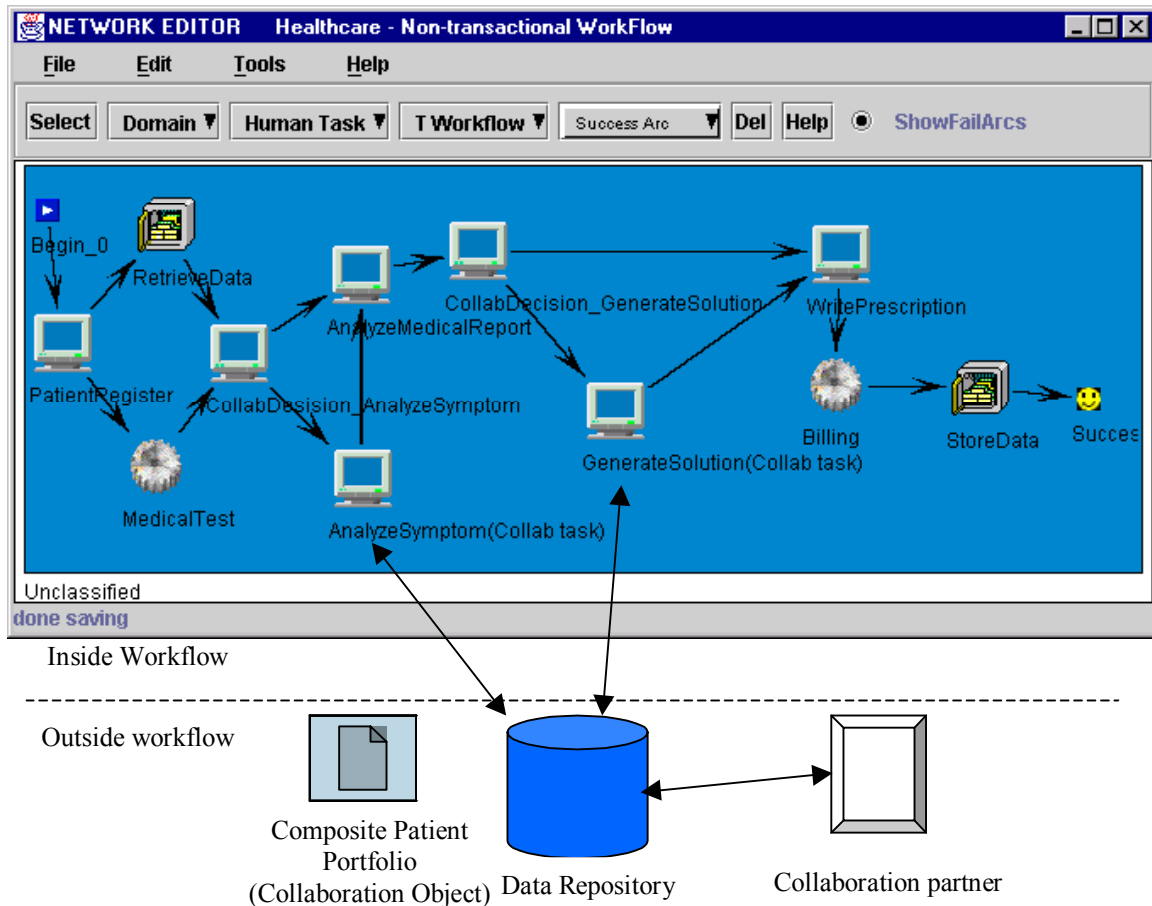 NETWORK EDITOR Healthcare - Non-transactional WorkFlow
File Edit Tools Help
Select Domain Human Task T Workflow Success Arc Del Help ShowFailArcs
Begin_0
RetrieveData
CollabDecision_GenerateSolution
WritePrescription
AnalyzeMedicalReport
PatientRegister
CollabDesision_AnalyzeSymptom
Billing
StoreData
Succes
GenerateSolution(Collab task)
MedicalTest
AnalyzeSymptom(Collab task)
Unclassified
done saving
Inside Workflow
Outside workflow
Composite Patient
Portfolio
(Collaboration Object)
Data Repository
Collaboration partner